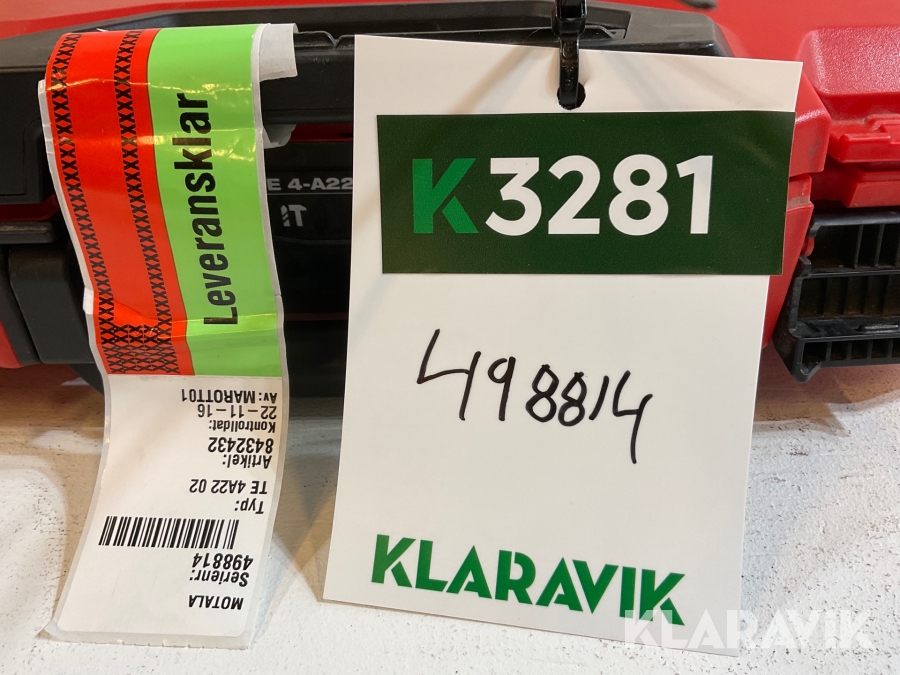 Leveransklar
E 4-A22
K3281
498814
KLARAVIK
MOTALA
Serienr:
498814
Typ:
TE 4A22 02
Artikel:
8432432
Kontrolldat:
22-11-16
Av: MAROTT01
KLARAVIK